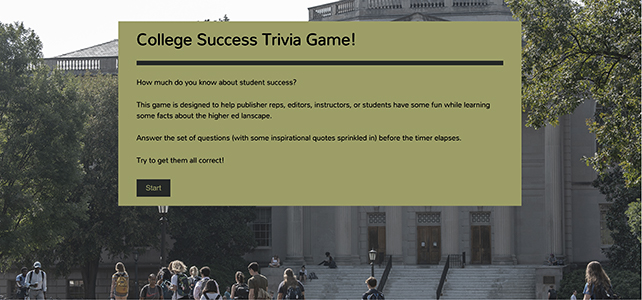 College Success Trivia Game!
How much do you know about student success?
This game is designed to help publisher reps, editors, instructors, or students have some fun while learning
some facts about the higher ed lanscape.
Answer the set of questions (with some inspirational quotes sprinkled in) before the timer elapses.
Try to get them all correct!
Start